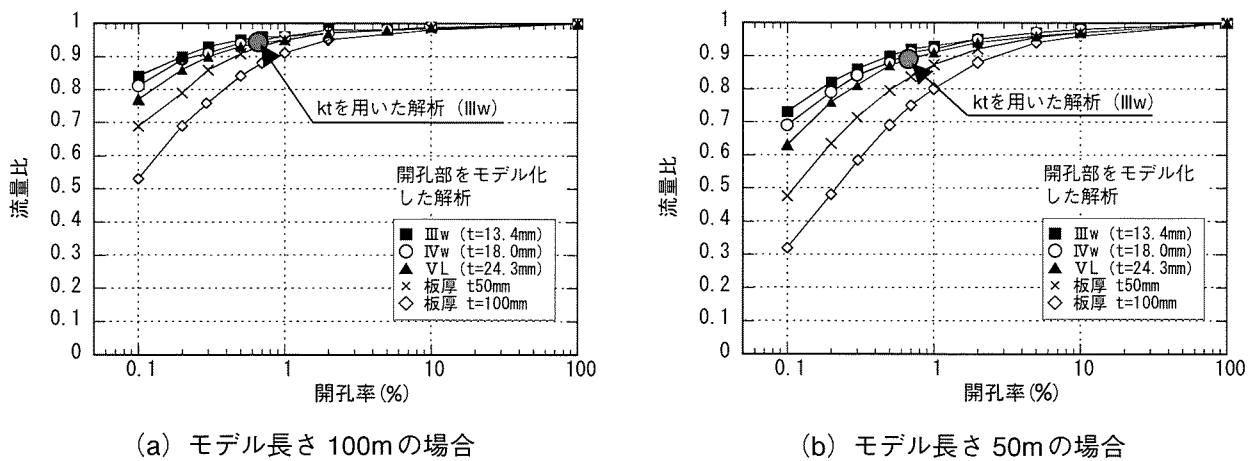 流量比
1
0.9
0.8
0.7
0.6
0.5
0.4
0.3
0.2
0.1
0
0.1
1
10
100
開孔率(%)
ktを用いた解析（Ⅲw）
開孔部をモデル化
した解析
Ⅲw (t=13.4mm)
Ⅳw (t=18.0mm)
ⅤL (t=24.3mm)
板厚 t50mm
板厚 t=100mm
(a) モデル長さ 100mの場合
流量比
1
0.9
0.8
0.7
0.6
0.5
0.4
0.3
0.2
0.1
0
0.1
1
10
100
開孔率(%)
ktを用いた解析（Ⅲw）
開孔部をモデル化
した解析
Ⅲw (t=13.4mm)
Ⅳw (t=18.0mm)
ⅤL (t=24.3mm)
板厚 t50mm
板厚 t=100mm
(b) モデル長さ 50mの場合